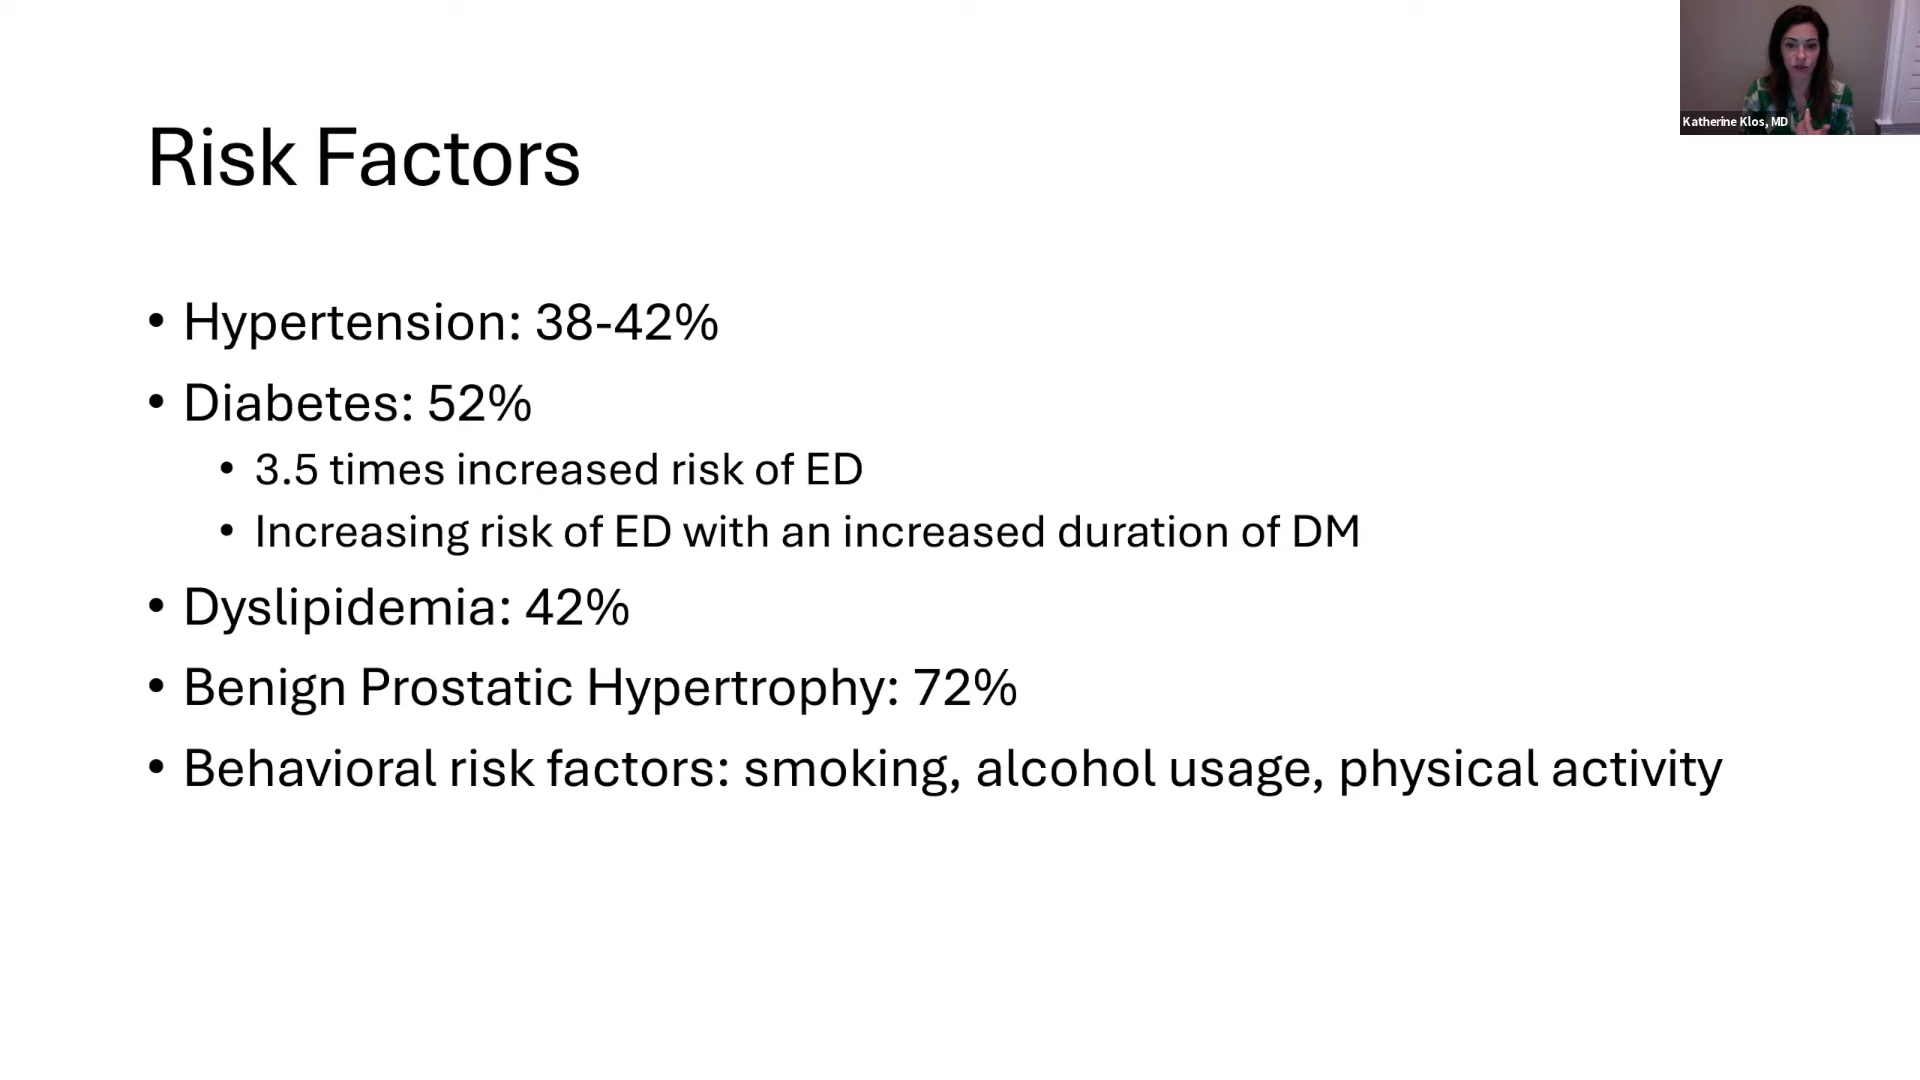 Katherine Klos, MD
Risk Factors
• Hypertension: 38-42%
• Diabetes: 52%
• 3.5 times increased risk of ED
• Increasing risk of ED with an increased duration of DM
• Dyslipidemia: 42%
• Benign Prostatic Hypertrophy: 72%
• Behavioral risk factors: smoking, alcohol usage, physical activity